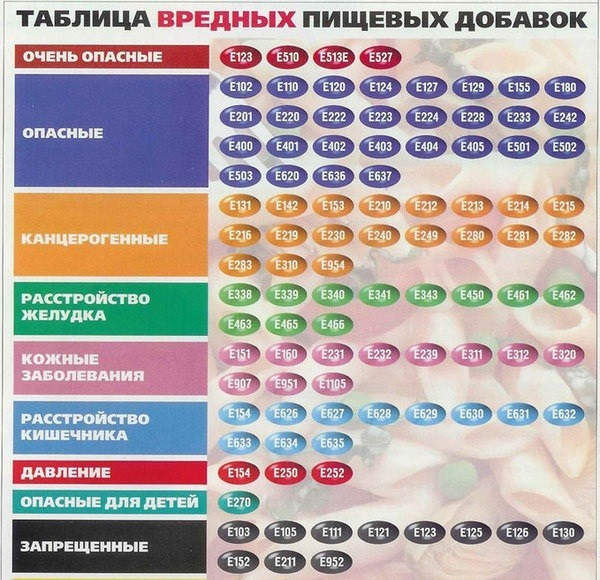 ТАБЛИЦА ВРЕДНЫХ ПИЩЕВЫХ ДОБАВОК
ОЧЕНЬ ОПАСНЫЕ
E123 E510 E513E E527
ОПАСНЫЕ
E102 E110 E120 E124 E127 E129 E155 E180
E201 E220 E222 E223 E224 E228 E233 E242
E400 E401 E402 E403 E404 E405 E501 E502
E503 E620 E636 E637
КАНЦЕРОГЕННЫЕ
E131 E142 E153 E210 E212 E213 E214 E215
E216 E219 E230 E240 E249 E280 E281 E282
E283 E310 E954
РАССТРОЙСТВО
ЖЕЛУДКА
E338 E339 E340 E341 E343 E450 E461 E462
E463 E465 E466
КОЖНЫЕ
ЗАБОЛЕВАНИЯ
E151 E160 E231 E232 E239 E311 E312 E320
E907 E951 E1105
РАССТРОЙСТВО
КИШЕЧНИКА
E154 E626 E627 E628 E629 E630 E631 E632
E633 E634 E635
ДАВЛЕНИЕ
E154 E250 E252
ОПАСНЫЕ ДЛЯ ДЕТЕЙ
E270
ЗАПРЕЩЕННЫЕ
E103 E105 E111 E121 E123 E125 E126 E130
E152 E211 E952